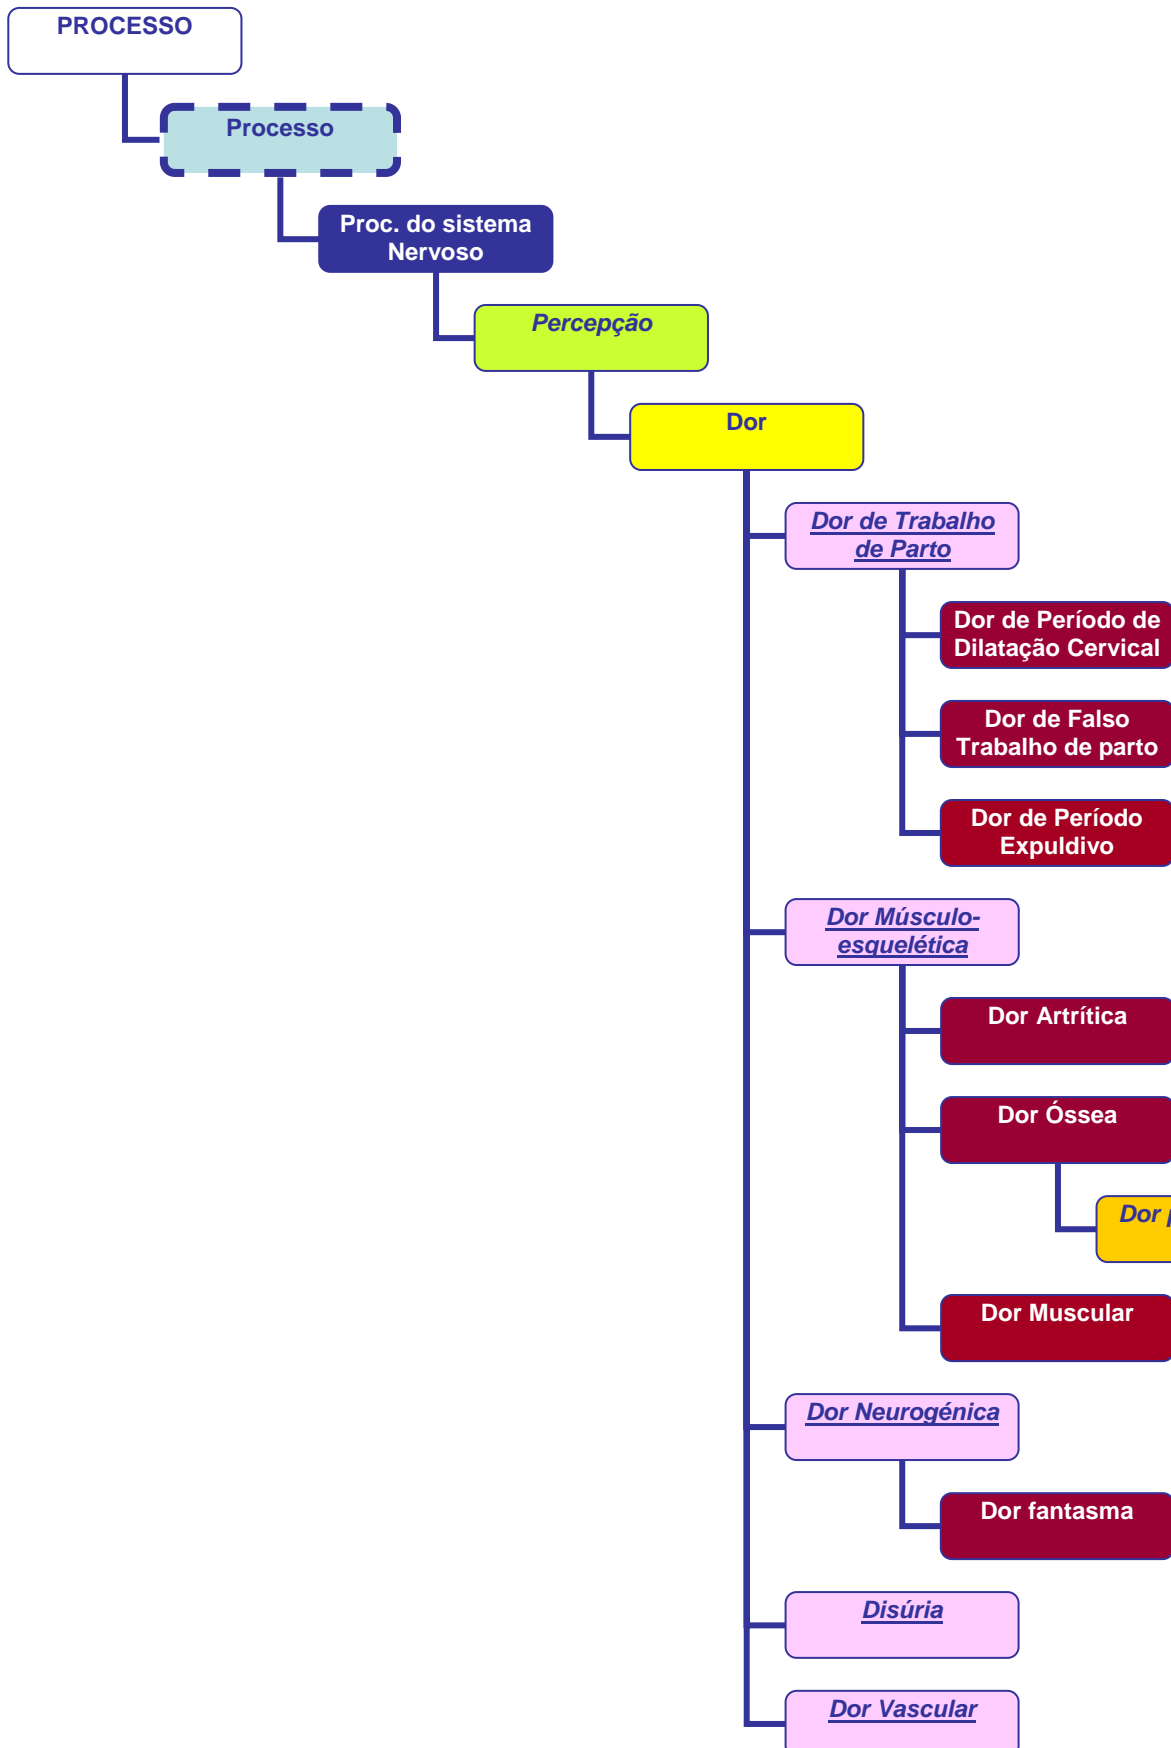 PROCESSO
Processo
Proc. do sistema
Nervoso
Percepção
Dor
Dor de Trabalho
de Parto
Dor de Período de
Dilatação Cervical
Dor de Falso
Trabalho de parto
Dor de Período
Expuldivo
Dor Músculo-
esquelética
Dor Artrítica
Dor Óssea
Dor
Dor Muscular
Dor Neurogénica
Dor fantasma
Disúria
Dor Vascular